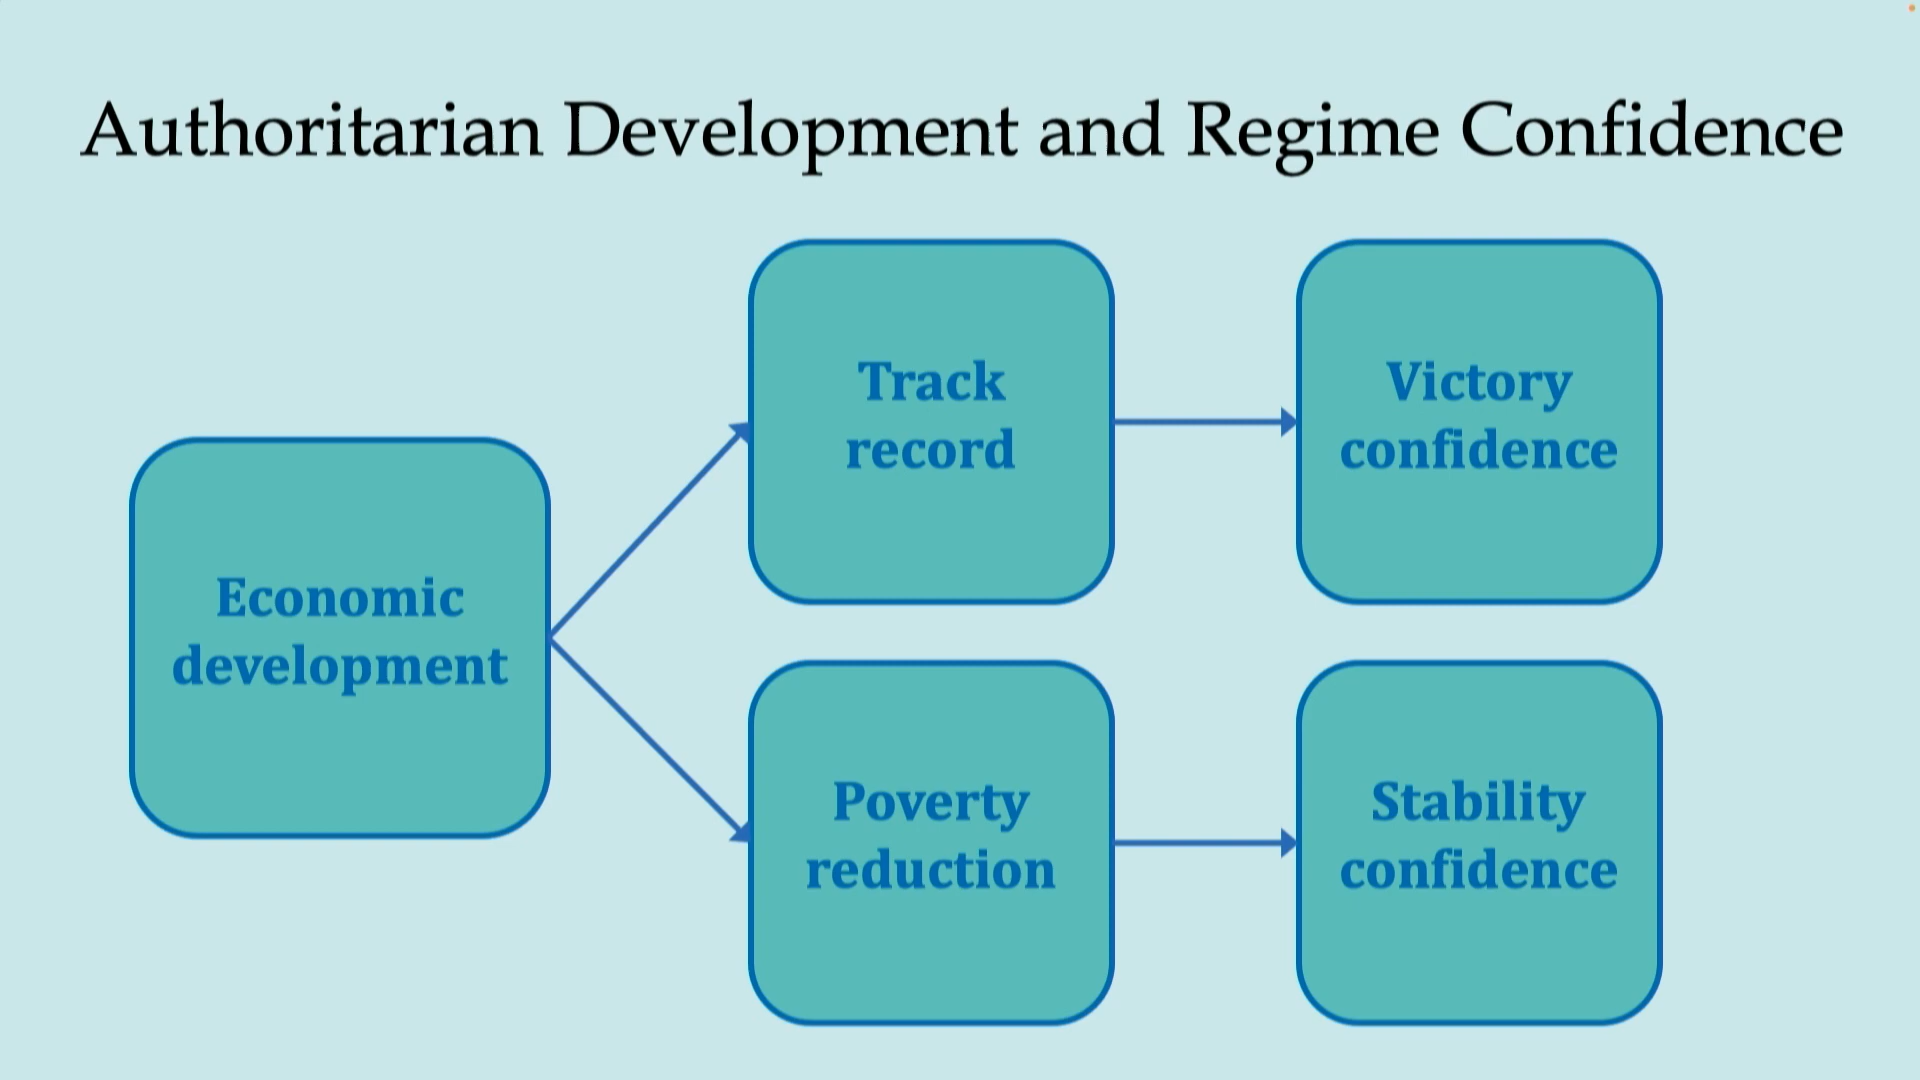 Authoritarian Development and Regime Confidence
Economic
development
Track
record
Victory
confidence
Poverty
reduction
Stability
confidence